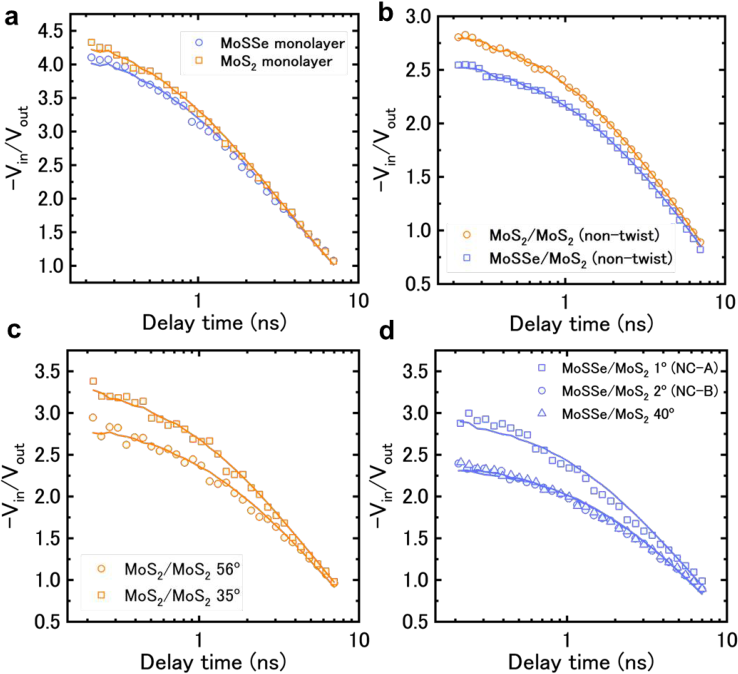 a
4.5
4.0
3.5
3.0
2.5
2.0
1.5
1.0
-Vin/Vout
MoSSe monolayer
MoS2 monolayer
1
10
Delay time (ns)
b
3.0
2.5
2.0
1.5
1.0
0.5
-Vin/Vout
MoS2/MoS2 (non-twist)
MoSSe/MoS2 (non-twist)
1
10
Delay time (ns)
c
3.5
3.0
2.5
2.0
1.5
1.0
0.5
-Vin/Vout
MoS2/MoS2 56º
MoS2/MoS2 35º
1
10
Delay time (ns)
d
3.5
3.0
2.5
2.0
1.5
1.0
0.5
-Vin/Vout
MoSSe/MoS2 1º (NC-A)
MoSSe/MoS2 2º (NC-B)
MoSSe/MoS2 40º
1
10
Delay time (ns)